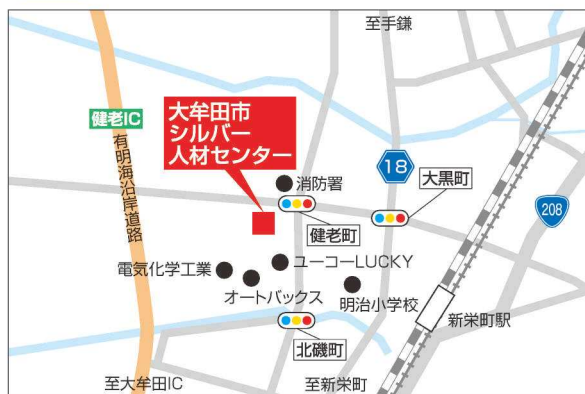 至手鎌
健老IC
有明海沿岸道路
大牟田市
シルバー
人材センター
消防署
18
大黒町
208
健老町
電気化学工業
ユーコーLUCKY
オートバックス
明治小学校
新栄町駅
北磯町
至大牟田IC
至新栄町